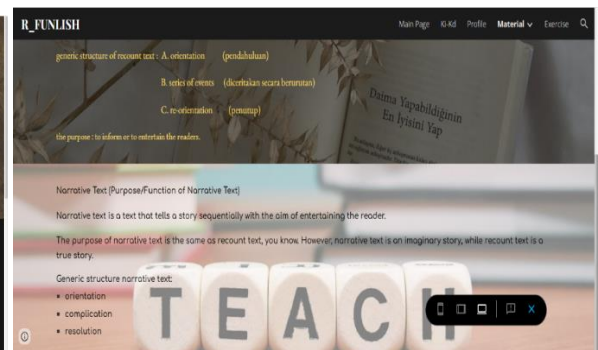 R_FUNLISH
Main Page Ki-Kd Profile Material Exercise
generic structure of recount text : A. orientation (pendahuluan)
B. series of events (diceritakan secara berurutan)
C. re-orientation (penutup)
the purpose : to inform or to entertain the readers.
Daima Yapabildiğinin
En İyisini Yap
Narrative Text (Purpose/Function of Narrative Text)
Narrative text is a text that tells a story sequentially with the aim of entertaining the reader.
The purpose of narrative text is the same as recount text, you know. However, narrative text is an imaginary story, while recount text is a
true story.
Generic structure narrative text:
orientation
complication
resolution
TEACH